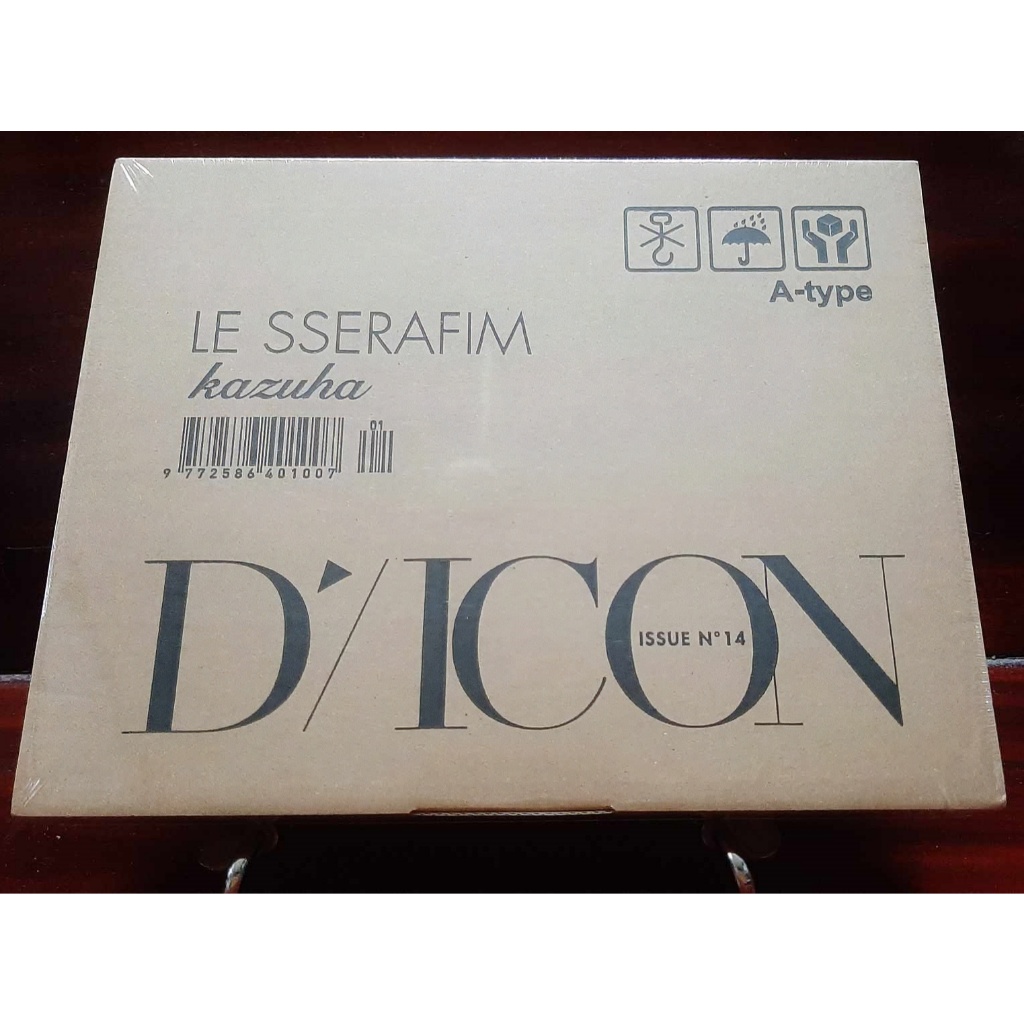 A-type
LE SSERAFIM
kazuha
01
9 772586 401007
D'/ICON
ISSUE N°14